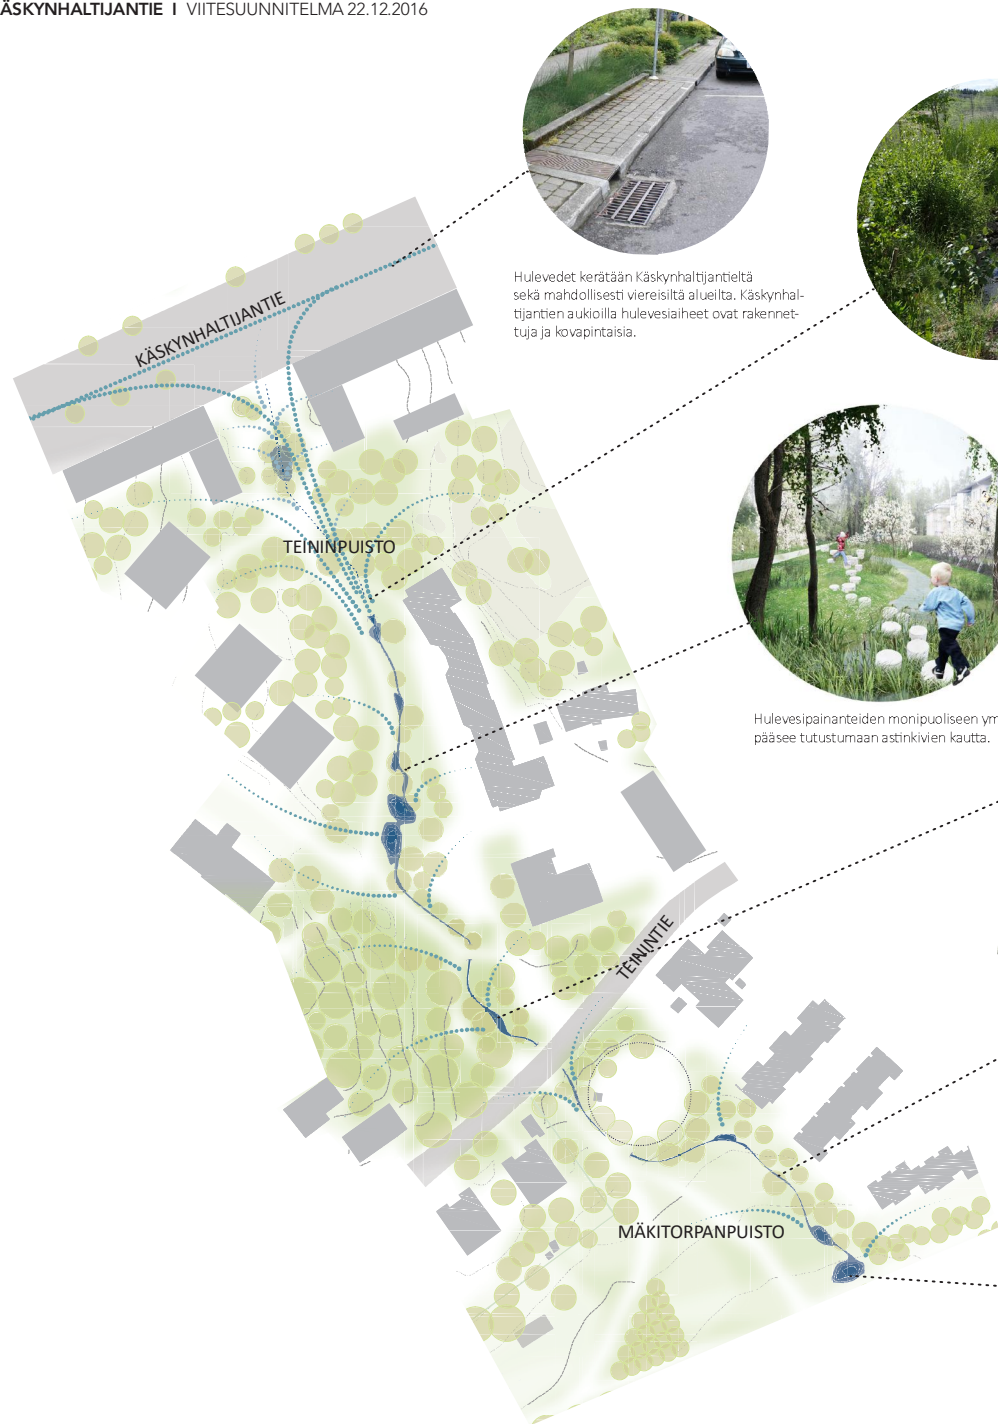 ÄSKYNHALTIJANTIE I VIITESUUNNITELMA 22.12.2016
Hulevedet kerätään Käskynhaltijantieltä
sekä mahdollisesti viereisiltä alueilta. Käskynhal-
tijantien aukioilla hulevesiaiheet ovat rakennet-
tuja ja kovapintaisia.
KÄSKYNHALTIJANTIE
TEININPUISTO
Hulevesipainanteiden monipuoliseen ym
pääsee tutustumaan astinkivien kautta.
TEININTIE
MÄKITORPANPUISTO